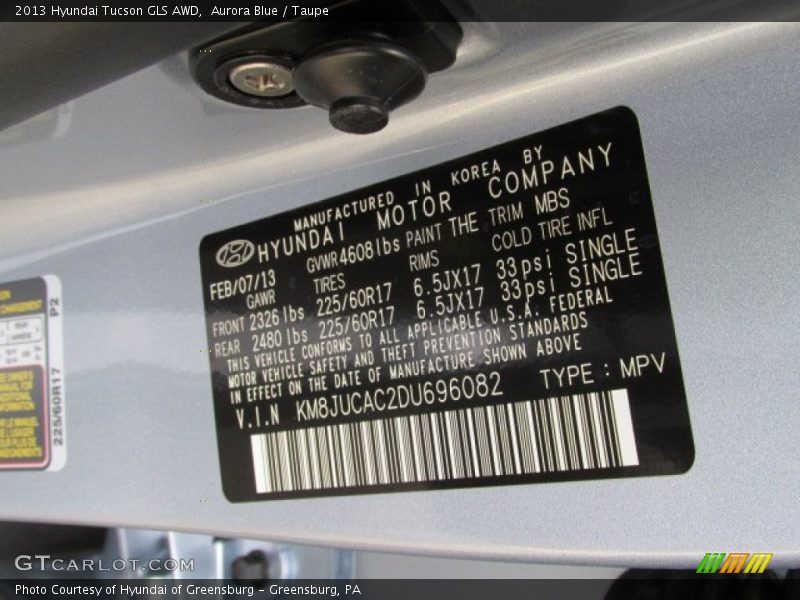 2013 Hyundai Tucson GLS AWD,  Aurora Blue / Taupe
MANUFACTURED IN KOREA BY
HYUNDAI MOTOR COMPANY
FEB/07/13 GVWR 4608 lbs PAINT THE TRIM MBS
GAWR TIRES RIMS COLD TIRE INFL
FRONT 2326 lbs 225/60R17 6.5JX17 33psi SINGLE
REAR 2480 lbs 225/60R17 6.5JX17 33psi SINGLE
THIS VEHICLE CONFORMS TO ALL APPLICABLE U.S.A. FEDERAL
MOTOR VEHICLE SAFETY AND THEFT PREVENTION STANDARDS
IN EFFECT ON THE DATE OF MANUFACTURE SHOWN ABOVE
V.I.N KM8JUCAC2DU696082 TYPE : MPV
225/60R17 P2
GTCARLOT.COM
Photo Courtesy of Hyundai of Greensburg - Greensburg, PA